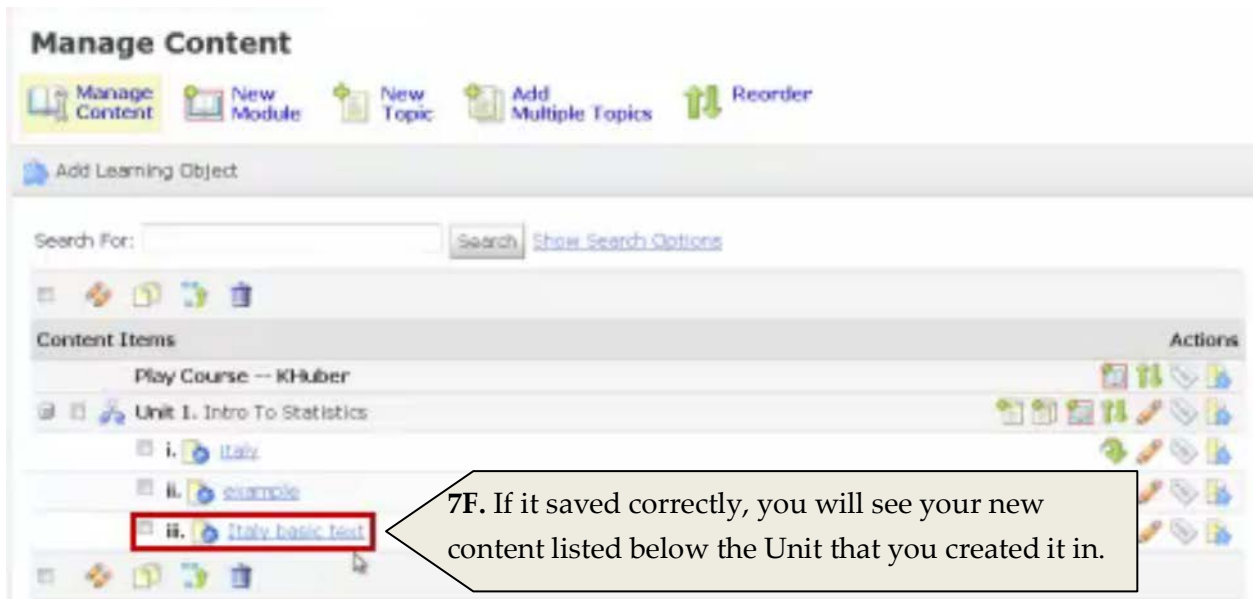 Manage Content
Manage Content
New Module
New Topic
Add Multiple Topics
Reorder
Add Learning Object
Search For:
Search Show Search Options
Content Items Actions
Play Course -- KHuber
Unit 1. Intro To Statistics
i. Italy
ii. example
iii. Italy basic text
7F. If it saved correctly, you will see your new
content listed below the Unit that you created it in.